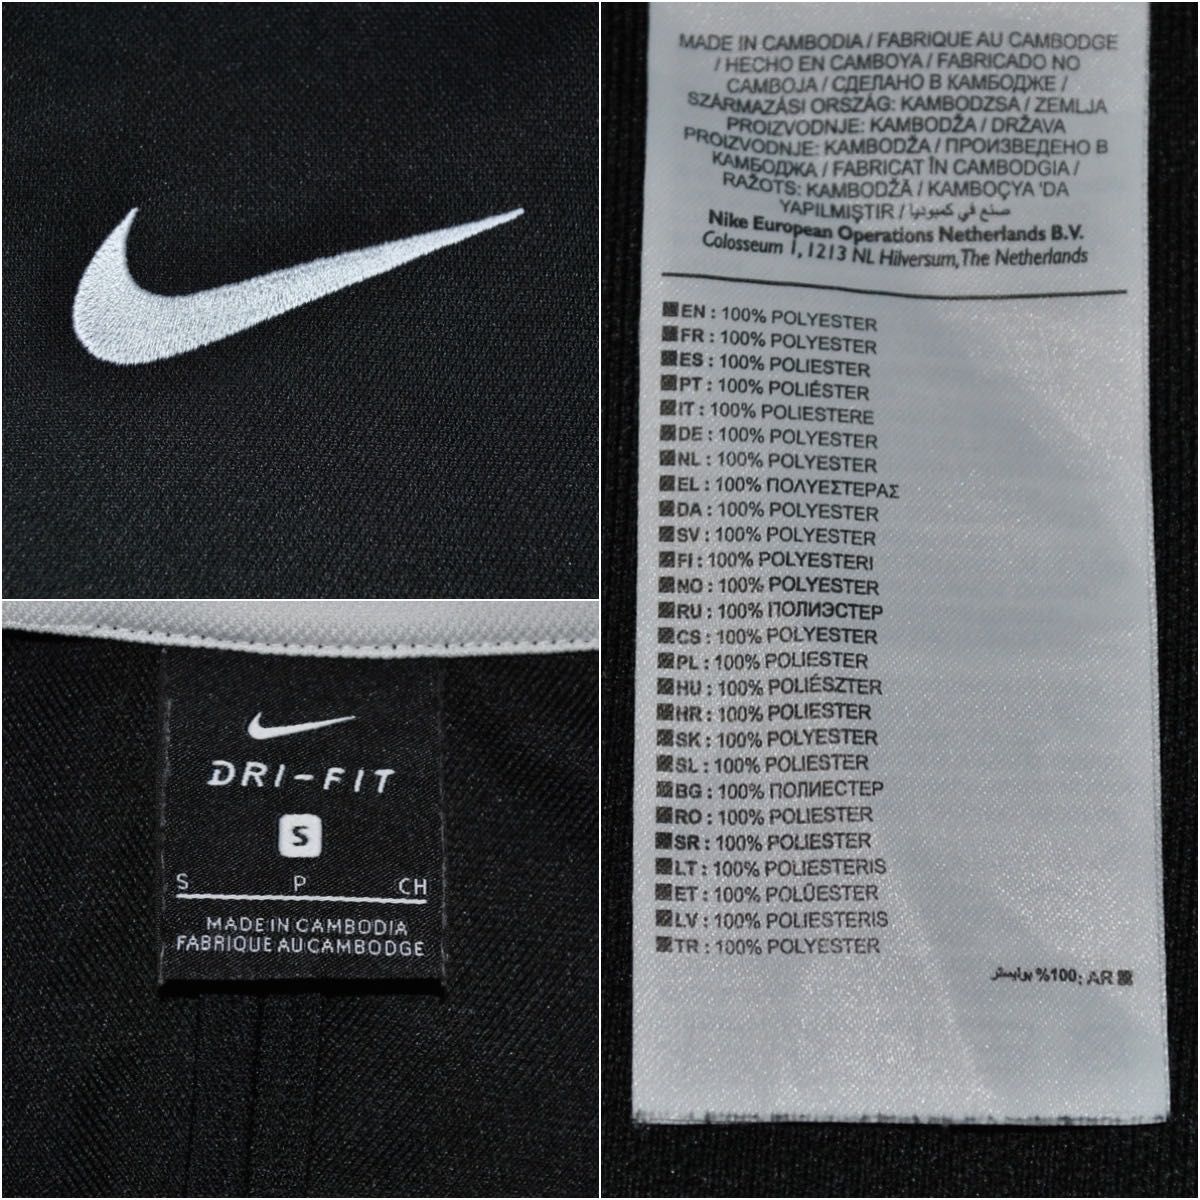 DRI-FIT
S
S P CH
MADE IN CAMBODIA
FABRIQUE AU CAMBODGE
MADE IN CAMBODIA / FABRIQUE AU CAMBODGE
/ HECHO EN CAMBOYA / FABRICADO NO
CAMBOJA / СДЕЛАНО В КАМБОДЖЕ /
SZÁRMAZÁSI ORSZÁG: KAMBODZSA / ZEMLJA
PROIZVODNJE: KAMBODŽA / DRŽAVA
PROIZVODNJE: KAMBODŽA / ПРОИЗВЕДЕНО В
КАМБОДЖА / FABRICAT ÎN CAMBODGIA /
RAŽOTS: KAMBODŽĀ / KAMBOÇYA 'DA
YAPILMIŞTIR / صنع في كمبوديا
Nike European Operations Netherlands B.V.
Colosseum 1, 1213 NL Hilversum, The Netherlands
EN : 100% POLYESTER
FR : 100% POLYESTER
ES : 100% POLIESTER
PT : 100% POLIÉSTER
IT : 100% POLIESTERE
DE : 100% POLYESTER
NL : 100% POLYESTER
EL : 100% ΠΟΛΥΕΣΤΕΡΑΣ
DA : 100% POLYESTER
SV : 100% POLYESTER
FI : 100% POLYESTERI
NO : 100% POLYESTER
RU : 100% ПОЛИЭСТЕР
CS : 100% POLYESTER
PL : 100% POLIESTER
HU : 100% POLIÉSZTER
HR : 100% POLIESTER
SK : 100% POLYESTER
SL : 100% POLIESTER
BG : 100% ПОЛИЕСТЕР
RO : 100% POLIESTER
SR : 100% POLIESTER
LT : 100% POLIESTERIS
ET : 100% POLÜESTER
LV : 100% POLIESTERIS
TR : 100% POLYESTER
AR :100% بوليستر